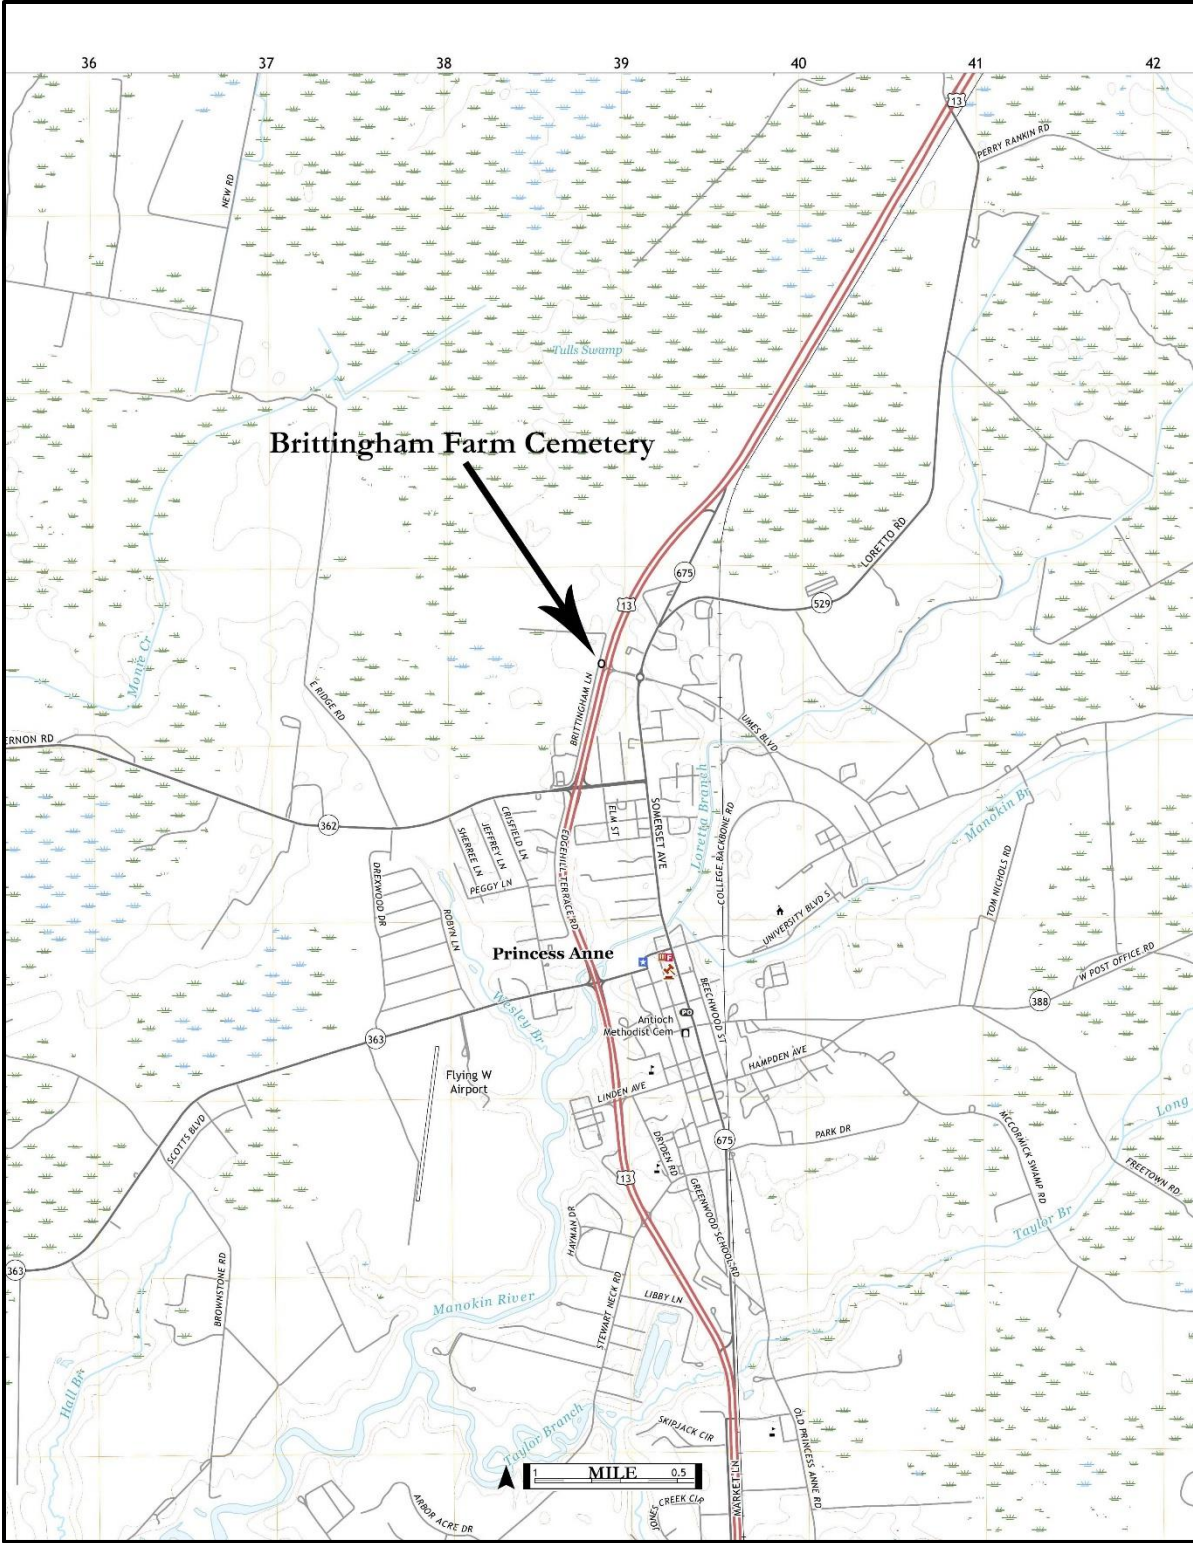 36 37 38 39 40 41 42
13
PERRY RANKIN RD
NEW RD
Tulls Swamp
Brittingham Farm Cemetery
LORETTO RD
675
13
529
Monie Cr
E RIDGE RD
BRITTINGHAM LN
UMES BLVD
ERNON RD
Loretta Branch
362
CRISFIELD LN
JEFFREY LN
SHERREE LN
PEGGY LN
ELM ST
SOMERSET AVE
COLLEGE BACKBONE RD
Manokin Br
EDGEHILL TERRACE RD
DREXWOOD DR
ROBYN LN
TOM NICHOLS RD
UNIVERSITY BLVD S
Princess Anne
F
W POST OFFICE RD
BEECHWOOD ST
388
Wesley Br
PO
Antioch
Methodist Cem
363
HAMPDEN AVE
Flying W
Airport
LINDEN AVE
Long
SCOTTS BLVD
DRYDEN RD
675
PARK DR
MCCORMICK SWAMP RD
FREETOWN RD
13
GREENWOOD SCHOOL RD
HAYMAN DR
Taylor Br
363
BROWNSTONE RD
Manokin River
STEWART NECK RD
LIBBY LN
Hall Br
Taylor Branch
SKIPJACK CIR
OLD PRINCESS ANNE RD
MARKET LN
1 MILE 0.5
ARBOR ACRE DR
JONES CREEK CIR